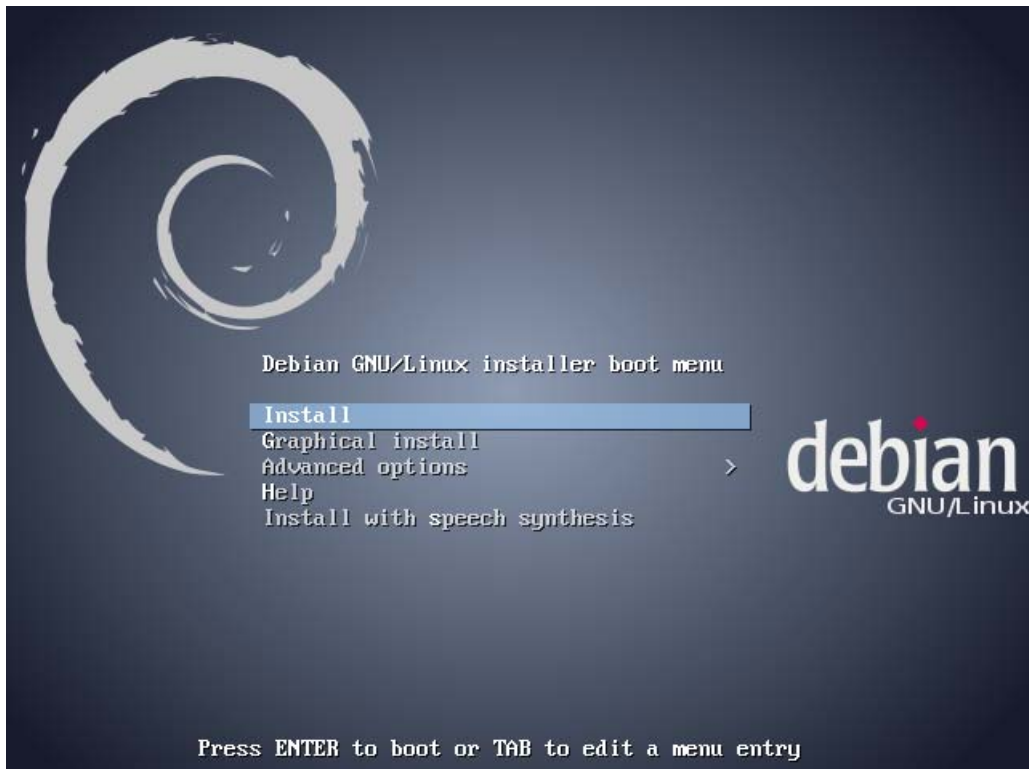 Debian GNU/Linux installer boot menu
Install
Graphical install
Advanced options >
Help
Install with speech synthesis
debian
GNU/Linux
Press ENTER to boot or TAB to edit a menu entry